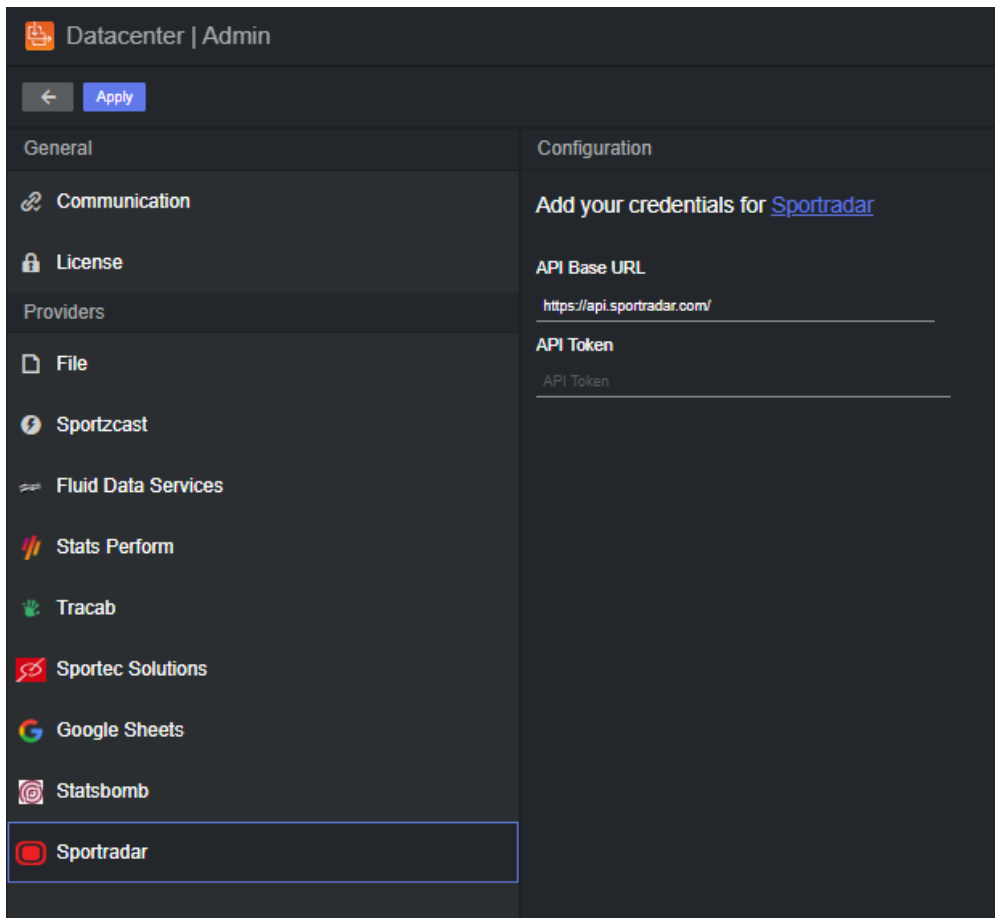 Datacenter | Admin
Apply
General
Communication
License
Providers
File
Sportzcast
Fluid Data Services
Stats Perform
Tracab
Sportec Solutions
Google Sheets
Statsbomb
Sportradar
Configuration
Add your credentials for Sportradar
API Base URL
https://api.sportradar.com/
API Token
API Token